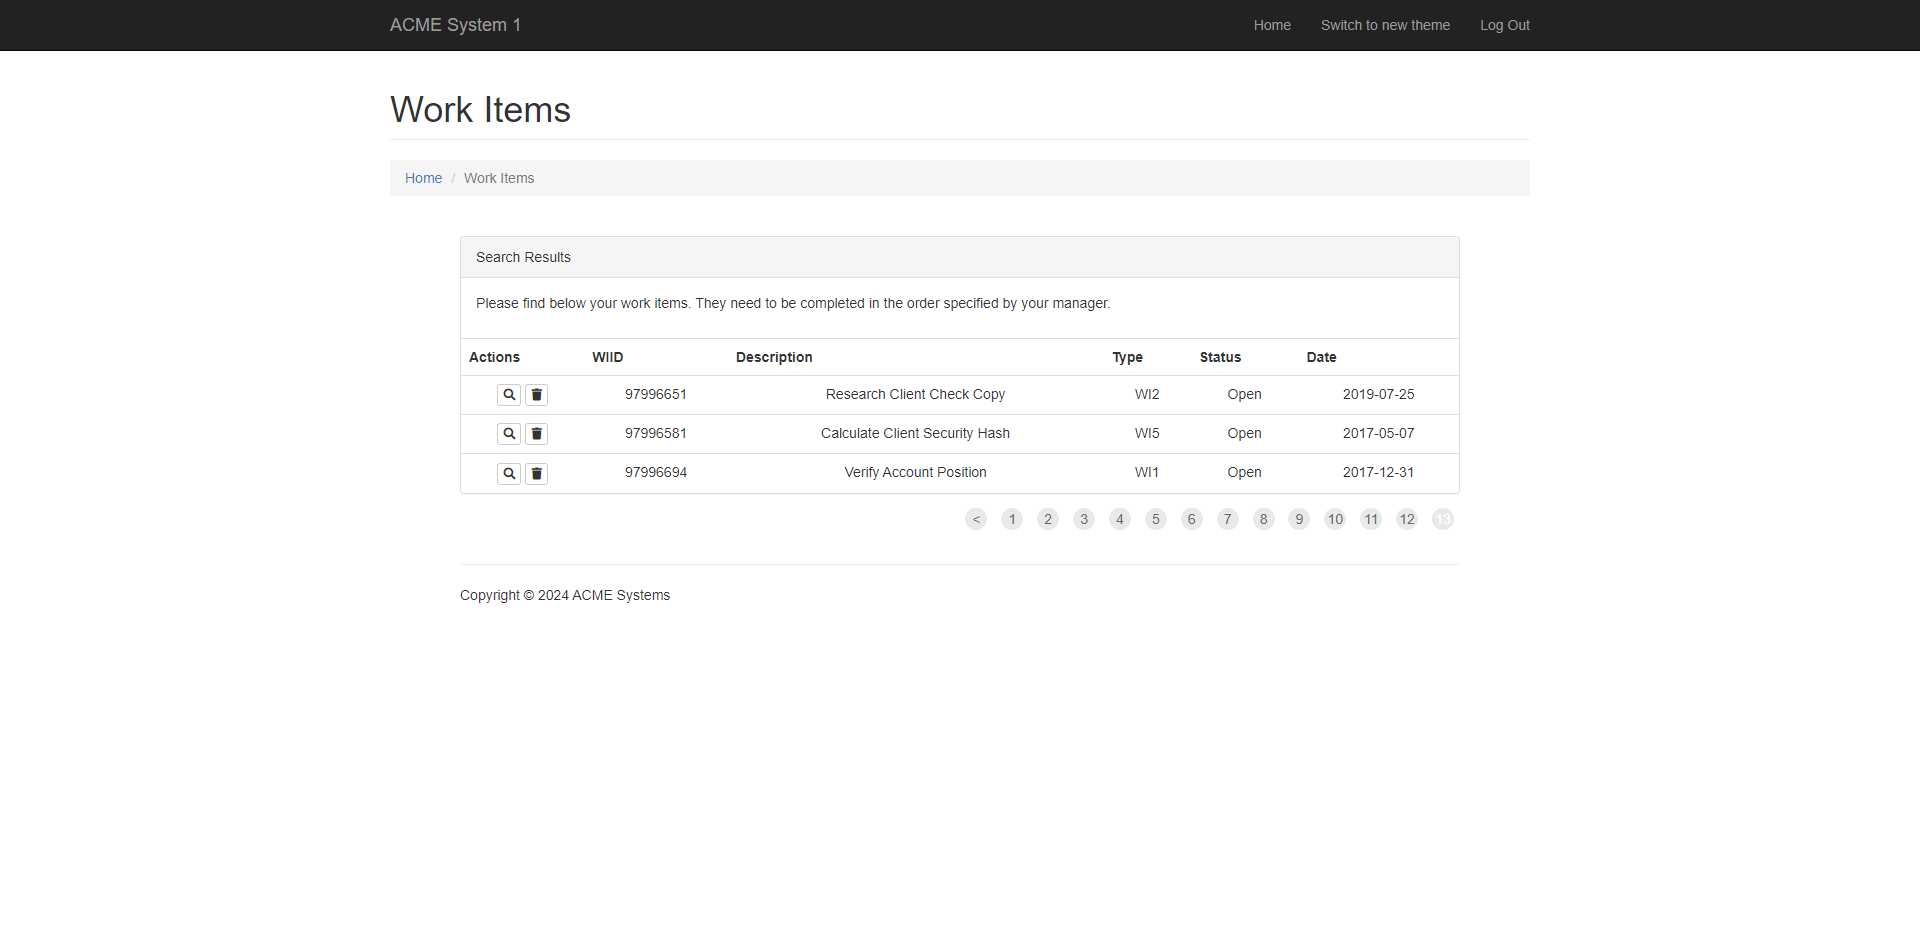 ACME System 1 Home Switch to new theme Log Out
Work Items
Home / Work Items
Search Results
Please find below your work items. They need to be completed in the order specified by your manager.
Actions WIID Description Type Status Date
97996651 Research Client Check Copy WI2 Open 2019-07-25
97996581 Calculate Client Security Hash WI5 Open 2017-05-07
97996694 Verify Account Position WI1 Open 2017-12-31
< 1 2 3 4 5 6 7 8 9 10 11 12 13
Copyright © 2024 ACME Systems